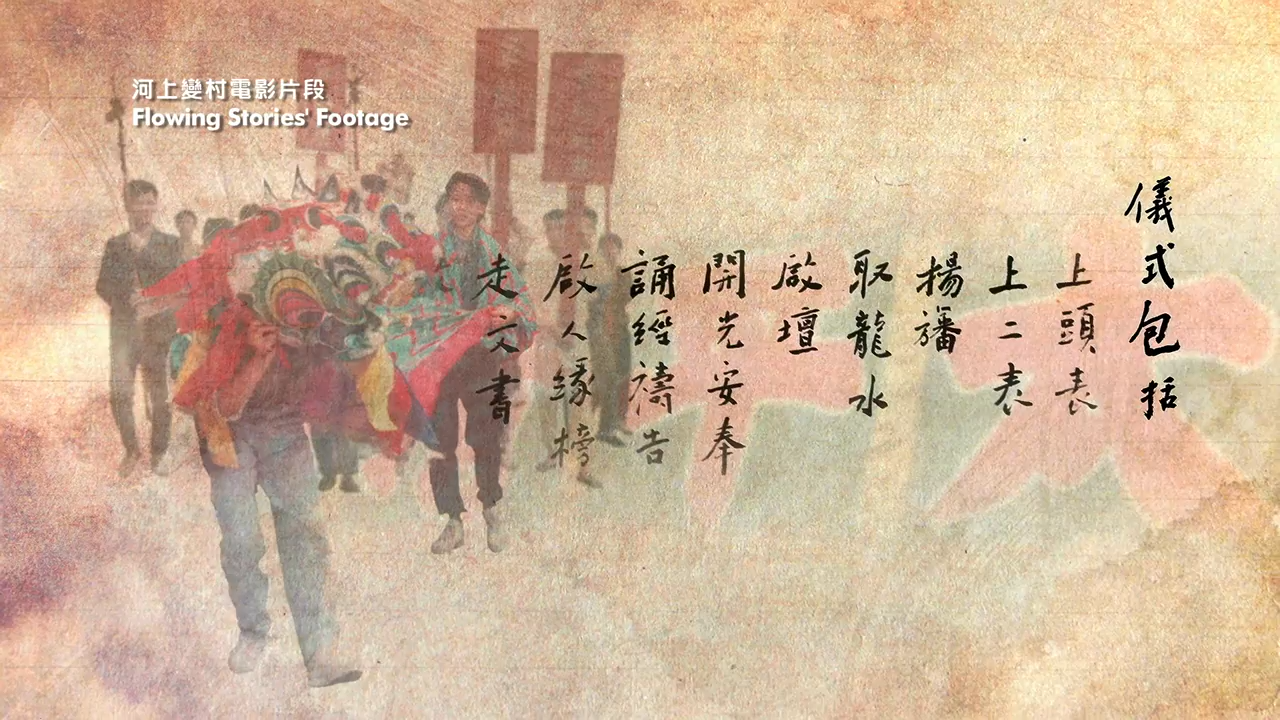 河上變村電影片段
Flowing Stories' Footage
儀式包括
上頭表
上二表
揚旛
取龍水
啟壇
開光安奉
誦經禱告
啟人緣榜
走文書